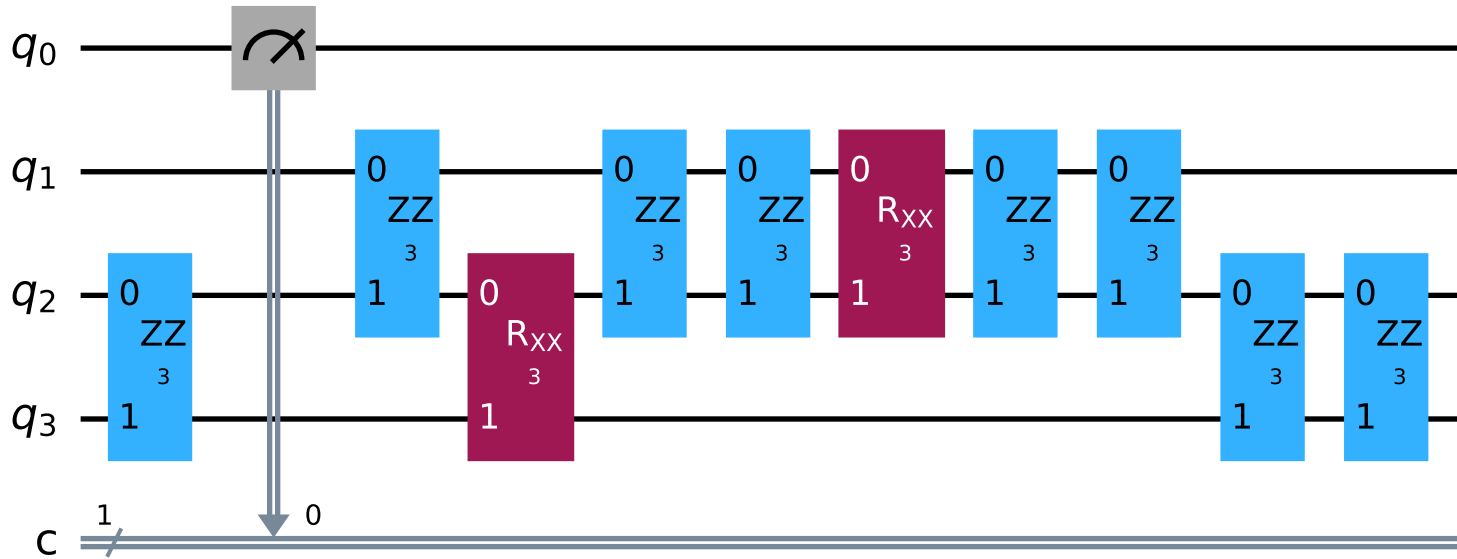 q0
q1
0 0 0 0 0 0
ZZ ZZ ZZ RXX ZZ ZZ
3 3 3 3 3 3
1 1 1 1 1 1
q2
0 0 0 0
ZZ RXX ZZ ZZ
3 3 3 3
1 1 1 1
q3
1 0
c